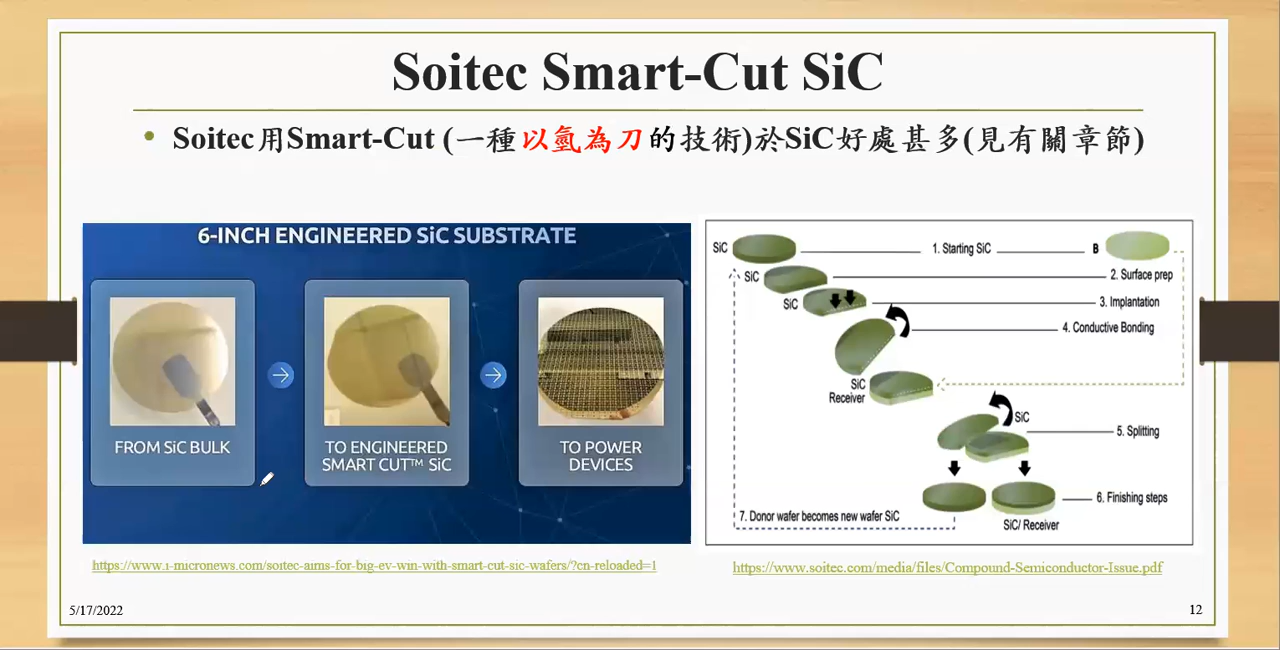 Soitec Smart-Cut SiC
• Soitec用Smart-Cut (一種以氫為刀的技術)於SiC好處甚多(見有關章節)
6-INCH ENGINEERED SiC SUBSTRATE
FROM SiC BULK
TO ENGINEERED
SMART CUT™ SiC
TO POWER
DEVICES
SiC
1. Starting SiC
B
SiC
2. Surface prep
SiC
3. Implantation
4. Conductive Bonding
SiC
Receiver
SiC
5. Splitting
6. Finishing steps
7. Donor wafer becomes new wafer SiC
SiC/ Receiver
https://www.i-micronews.com/soitec-aims-for-big-ev-win-with-smart-cut-sic-wafers/?cn-reloaded=1
https://www.soitec.com/media/files/Compound-Semiconductor-Issue.pdf
5/17/2022
12